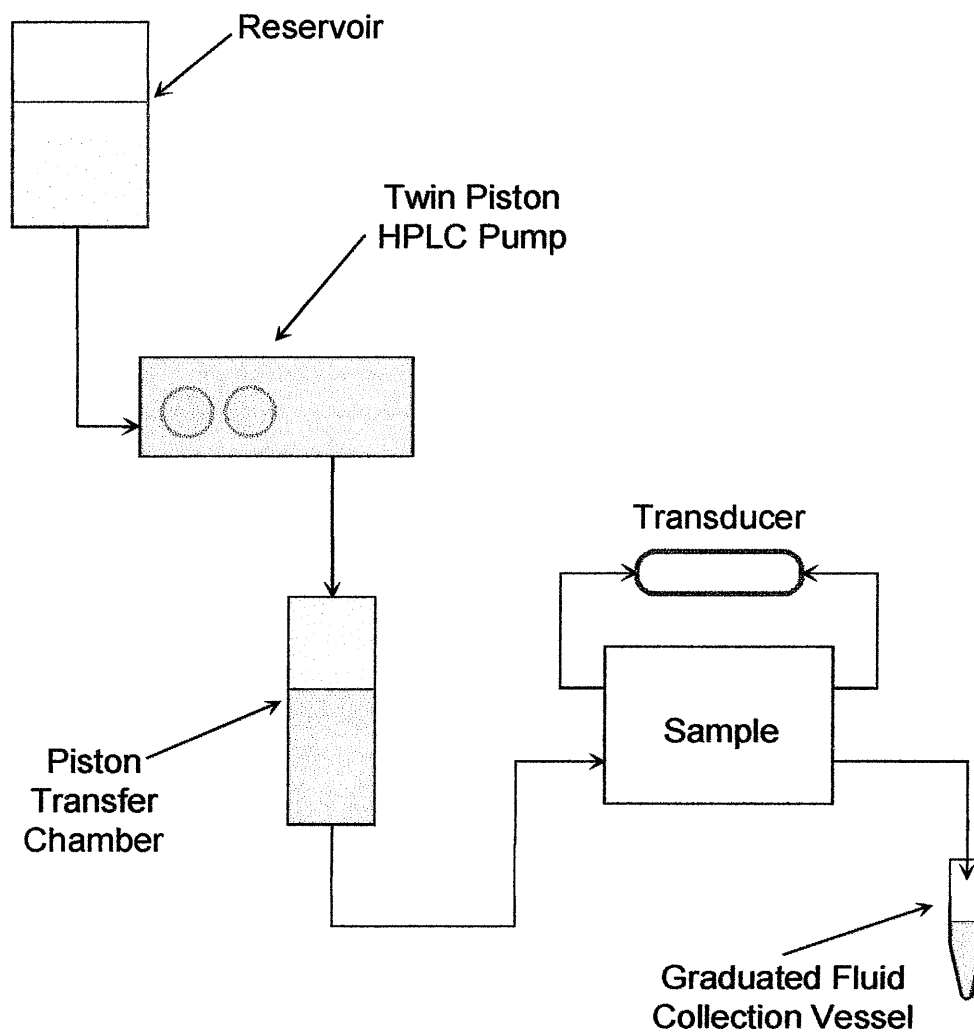 Reservoir
Twin Piston
HPLC Pump
Transducer
Sample
Piston
Transfer
Chamber
Graduated Fluid
Collection Vessel